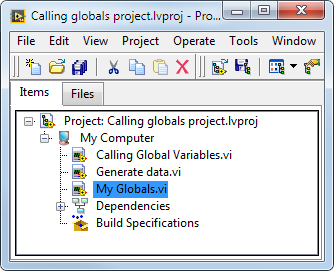 Calling globals project.lvproj - Pro...
File Edit View Project Operate Tools Window
Items Files
Project: Calling globals project.lvproj
My Computer
Calling Global Variables.vi
Generate data.vi
My Globals.vi
Dependencies
Build Specifications